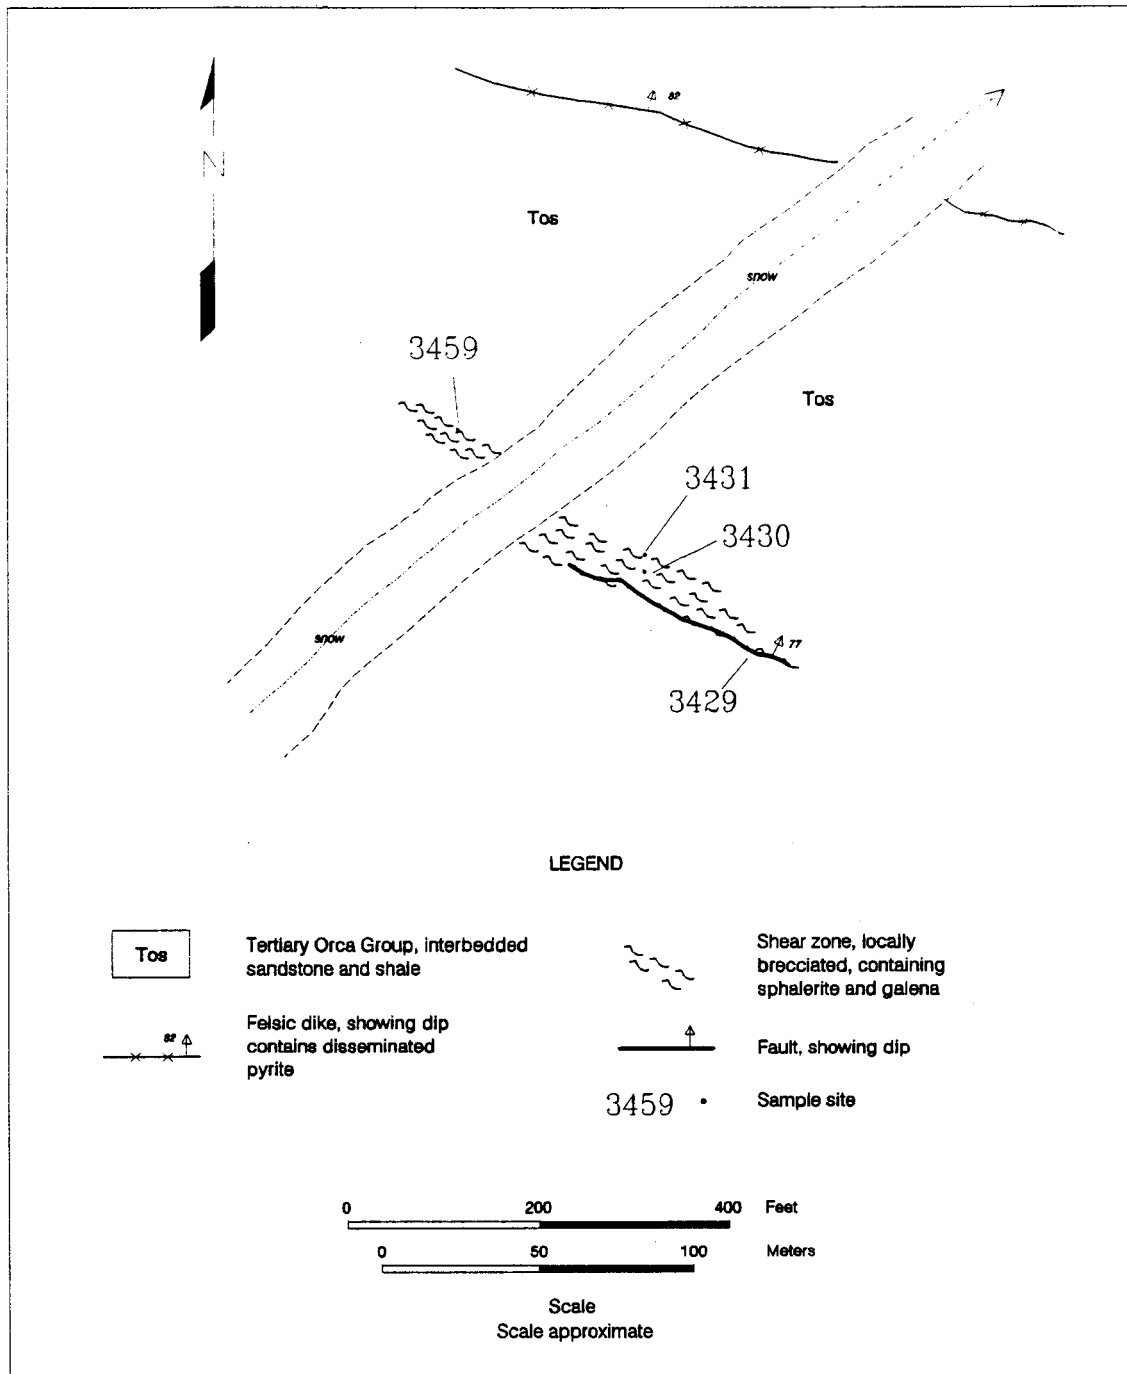 N
82
Tos
snow
3459
Tos
3431
3430
snow
77
3429
LEGEND
Tos
Tertiary Orca Group, interbedded
sandstone and shale
Shear zone, locally
brecciated, containing
sphalerite and galena
82
Felsic dike, showing dip
contains disseminated
pyrite
Fault, showing dip
3459
Sample site
0 200 400 Feet
0 50 100 Meters
Scale
Scale approximate